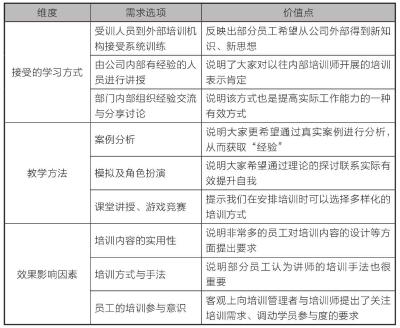 维度 需求选项 价值点
受训人员到外部培训机
构接受系统训练
反映出部分员工希望从公司外部得到新知
识、新思想
接受的学习方式
由公司内部有经验的人
员进行讲授
说明了大家对以往内部培训师开展的培训
表示肯定
部门内部组织经验交流
与分享讨论
说明该方式也是提高实际工作能力的一种
有效方式
案例分析
说明大家更希望通过真实案例进行分析，
从而获取“经验”
教学方法
模拟及角色扮演
说明大家希望通过理论的探讨联系实际有
效提升自我
课堂讲授、游戏竞赛
提示我们在安排培训时可以选择多样化的
培训方式
培训内容的实用性
说明非常多的员工对培训内容的设计等方
面提出要求
效果影响因素
培训方式与手法
说明部分员工认为讲师的培训手法也很
重要
员工的培训参与意识
客观上向培训管理者与培训师提出了关注
培训需求、调动学员参与度的要求